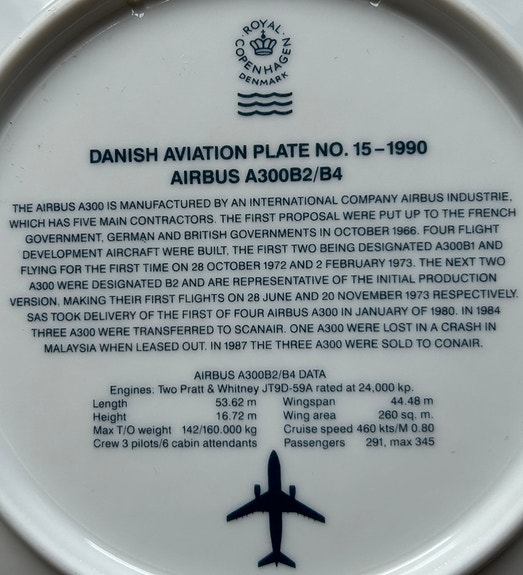 ROYAL
COPENHAGEN
DENMARK
DANISH AVIATION PLATE NO. 15-1990
AIRBUS A300B2/B4
THE AIRBUS A300 IS MANUFACTURED BY AN INTERNATIONAL COMPANY AIRBUS INDUSTRIE,
WHICH HAS FIVE MAIN CONTRACTORS. THE FIRST PROPOSAL WERE PUT UP TO THE FRENCH
GOVERNMENT, GERMAN AND BRITISH GOVERNMENTS IN OCTOBER 1966. FOUR FLIGHT
DEVELOPMENT AIRCRAFT WERE BUILT, THE FIRST TWO BEING DESIGNATED A300B1 AND
FLYING FOR THE FIRST TIME ON 28 OCTOBER 1972 AND 2 FEBRUARY 1973. THE NEXT TWO
A300 WERE DESIGNATED B2 AND ARE REPRESENTATIVE OF THE INITIAL PRODUCTION
VERSION, MAKING THEIR FIRST FLIGHTS ON 28 JUNE AND 20 NOVEMBER 1973 RESPECTIVELY.
SAS TOOK DELIVERY OF THE FIRST OF FOUR AIRBUS A300 IN JANUARY OF 1980. IN 1984
THREE A300 WERE TRANSFERRED TO SCANAIR. ONE A300 WERE LOST IN A CRASH IN
MALAYSIA WHEN LEASED OUT. IN 1987 THE THREE A300 WERE SOLD TO CONAIR.
AIRBUS A300B2/B4 DATA
Engines: Two Pratt & Whitney JT9D-59A rated at 24,000 kp.
Length 53.62 m Wingspan 44.48 m
Height 16.72 m Wing area 260 sq. m.
Max T/O weight 142/160.000 kg Cruise speed 460 kts/M 0.80
Crew 3 pilots/6 cabin attendants Passengers 291, max 345